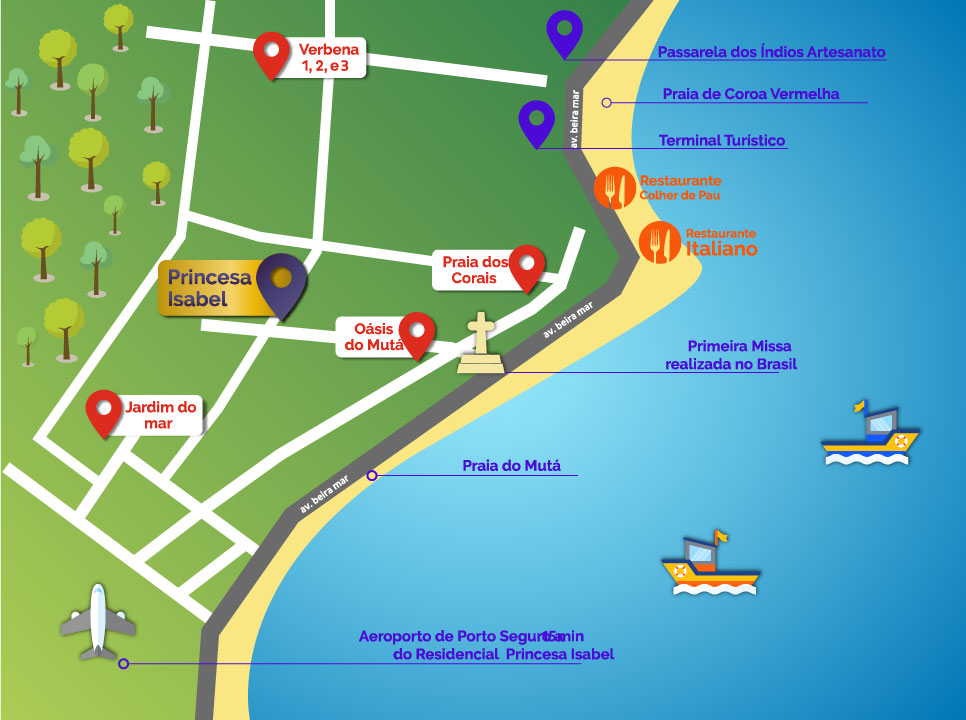 Verbena
1, 2, e 3
Passarela dos Índios Artesanato
av. beira mar
Praia de Coroa Vermelha
Terminal Turístico
Restaurante
Colher de Pau
Restaurante
Italiano
Praia dos
Corais
Princesa
Isabel
Oásis
do Mutá
av. beira mar
Primeira Missa
realizada no Brasil
Jardim do
mar
Praia do Mutá
av. beira mar
Aeroporto de Porto Seguro
do Residencial Princesa Isabel